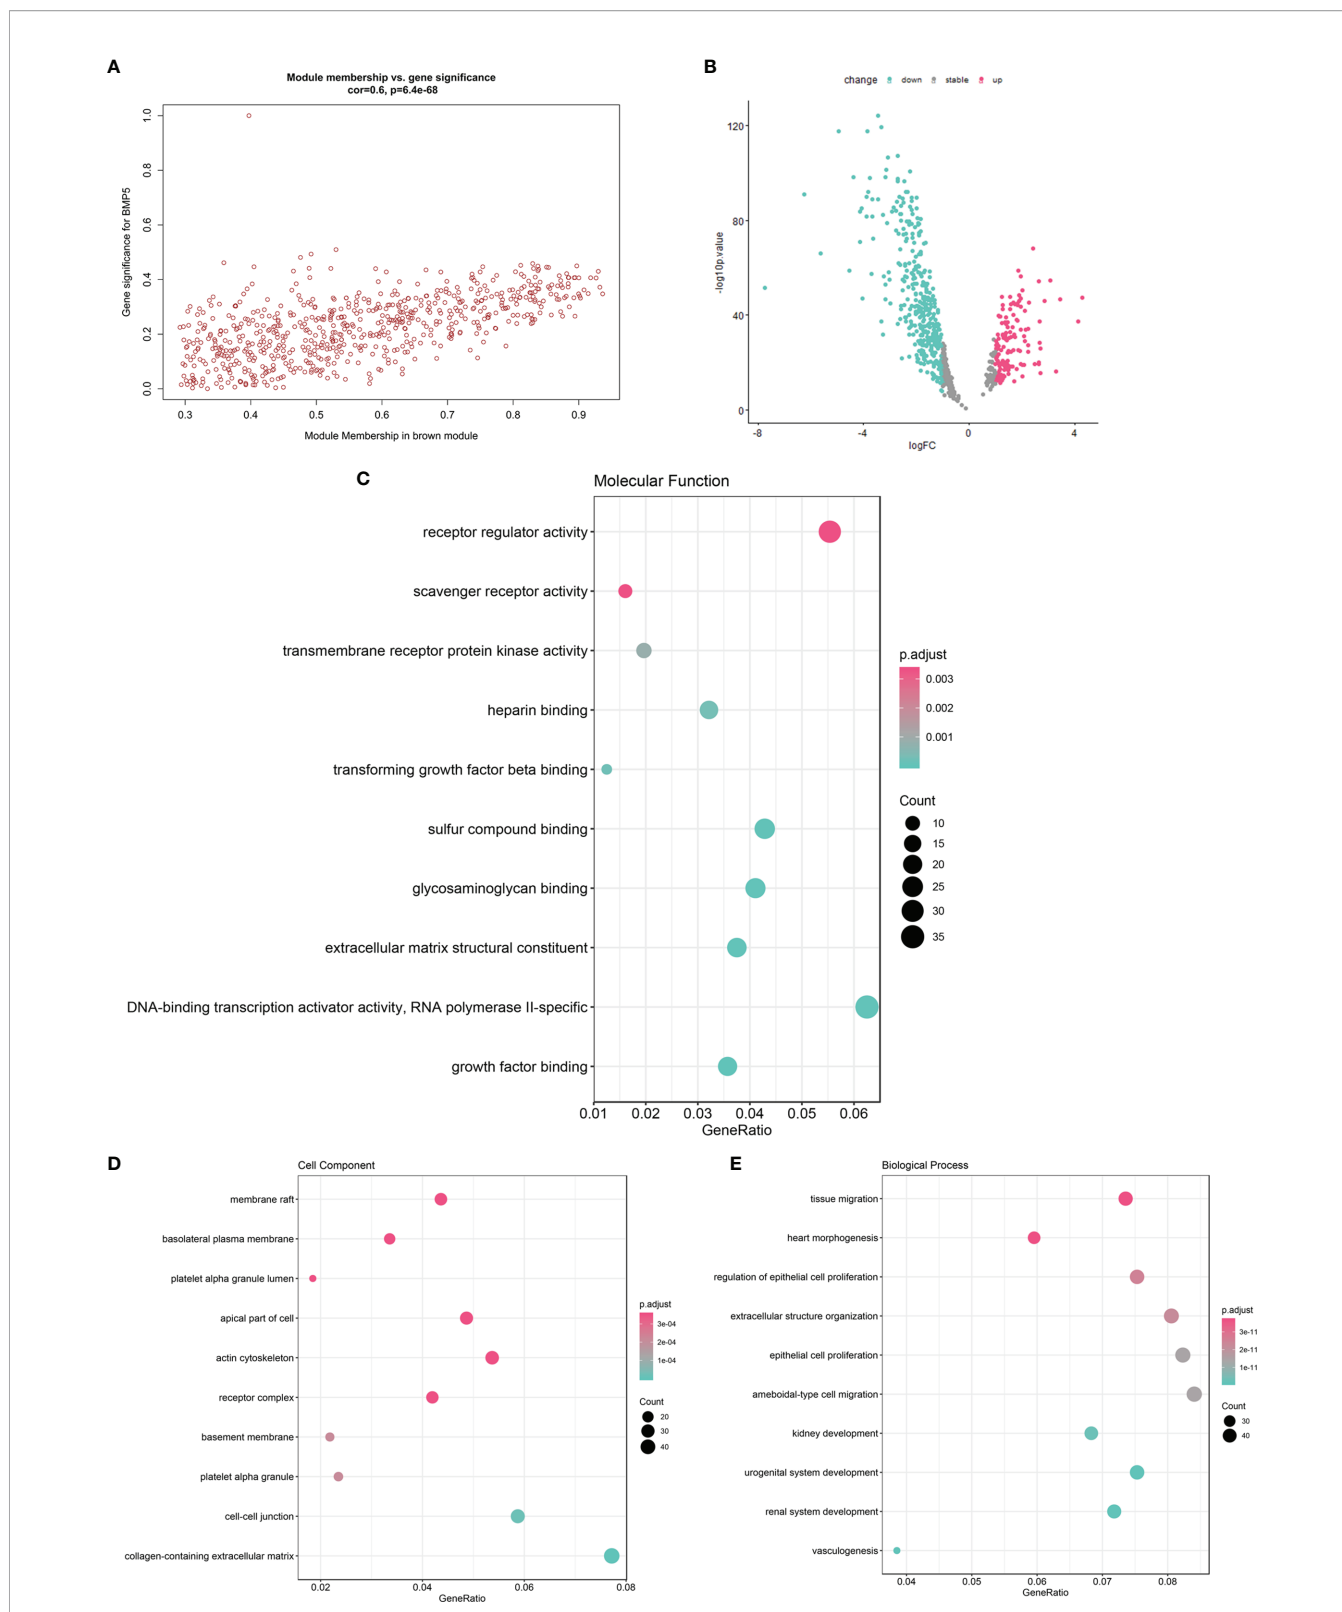 A
Module membership vs. gene significance
cor=0.6, p=6.4e-68
Gene significance for BMP5
1.0
0.8
0.6
0.4
0.2
0.0
0.3 0.4 0.5 0.6 0.7 0.8 0.9
Module Membership in brown module
B
change down stable up
-log10p.value
120
80
40
0
-8 -4 0 4
logFC
C
Molecular Function
receptor regulator activity
scavenger receptor activity
transmembrane receptor protein kinase activity
heparin binding
transforming growth factor beta binding
sulfur compound binding
glycosaminoglycan binding
extracellular matrix structural constituent
DNA-binding transcription activator activity, RNA polymerase II-specific
growth factor binding
0.01 0.02 0.03 0.04 0.05 0.06
GeneRatio
p.adjust
0.003
0.002
0.001
Count
10
15
20
25
30
35
D
Cell Component
membrane raft
basolateral plasma membrane
platelet alpha granule lumen
apical part of cell
actin cytoskeleton
receptor complex
basement membrane
platelet alpha granule
cell-cell junction
collagen-containing extracellular matrix
0.02 0.04 0.06 0.08
GeneRatio
p.adjust
3e-04
2e-04
1e-04
Count
20
30
40
E
Biological Process
tissue migration
heart morphogenesis
regulation of epithelial cell proliferation
extracellular structure organization
epithelial cell proliferation
ameboidal-type cell migration
kidney development
urogenital system development
renal system development
vasculogenesis
0.04 0.05 0.06 0.07 0.08
GeneRatio
p.adjust
3e-11
2e-11
1e-11
Count
30
40